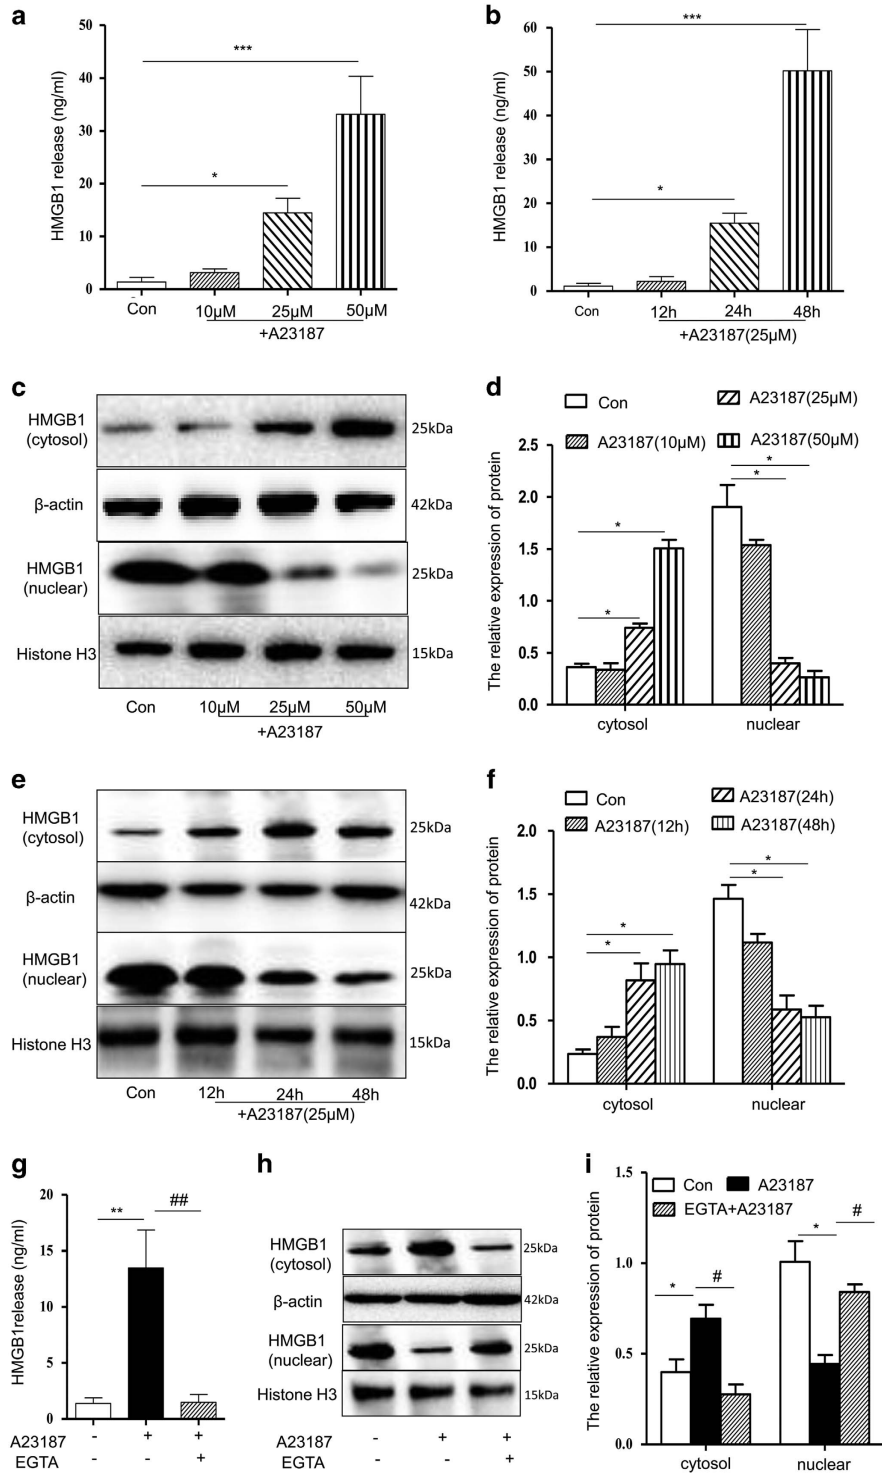 a
HMGB1 release (ng/ml)
50
40
30
20
10
0
***
*
Con
10μM
25μM
50μM
+A23187
b
HMGB1 release (ng/ml)
60
50
40
30
20
10
0
***
*
Con
12h
24h
48h
+A23187(25μM)
c
HMGB1
(cytosol)
25kDa
β-actin
42kDa
HMGB1
(nuclear)
25kDa
Histone H3
15kDa
Con
10μM
25μM
50μM
+A23187
d
Con
A23187(25μM)
A23187(10μM)
A23187(50μM)
The relative expression of protein
2.5
2.0
1.5
1.0
0.5
0.0
*
*
*
*
cytosol
nuclear
e
HMGB1
(cytosol)
25kDa
β-actin
42kDa
HMGB1
(nuclear)
25kDa
Histone H3
15kDa
Con
12h
24h
48h
+A23187(25μM)
f
Con
A23187(24h)
A23187(12h)
A23187(48h)
The relative expression of protein
2.0
1.5
1.0
0.5
0.0
*
*
*
*
cytosol
nuclear
g
HMGB1release (ng/ml)
20
15
10
5
0
**
##
A23187 - + +
EGTA - - +
h
HMGB1
(cytosol)
25kDa
β-actin
42kDa
HMGB1
(nuclear)
25kDa
Histone H3
15kDa
A23187 - + +
EGTA - - +
i
Con
A23187
EGTA+A23187
The relative expression of protein
1.5
1.0
0.5
0.0
*
#
*
#
cytosol
nuclear